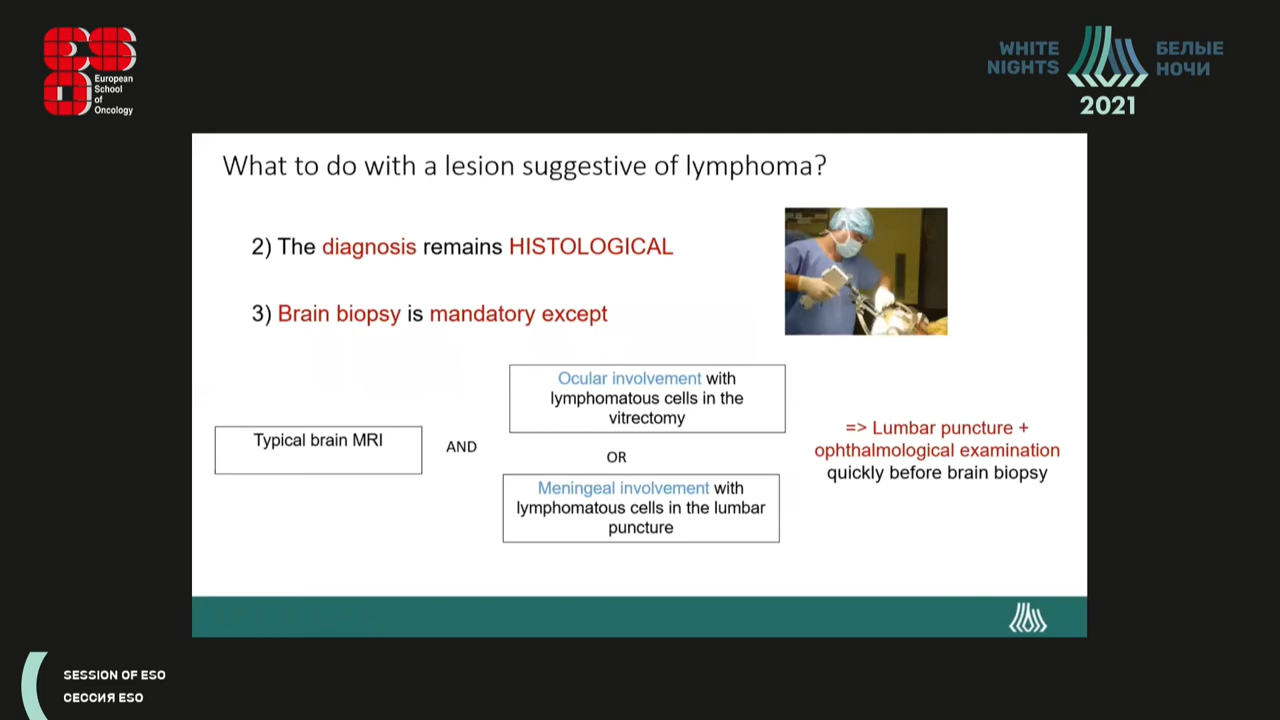 European
School
of
Oncology
WHITE
NIGHTS
БЕЛЫЕ
НОЧИ
2021
What to do with a lesion suggestive of lymphoma?
2) The diagnosis remains HISTOLOGICAL
3) Brain biopsy is mandatory except
Typical brain MRI
AND
Ocular involvement with
lymphomatous cells in the
vitrectomy
OR
Meningeal involvement with
lymphomatous cells in the lumbar
puncture
=> Lumbar puncture +
ophthalmological examination
quickly before brain biopsy
SESSION OF ESO
СЕССИЯ ESO